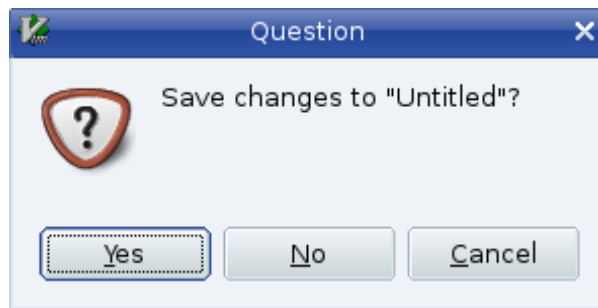 Question
Save changes to "Untitled"?
Yes
No
Cancel